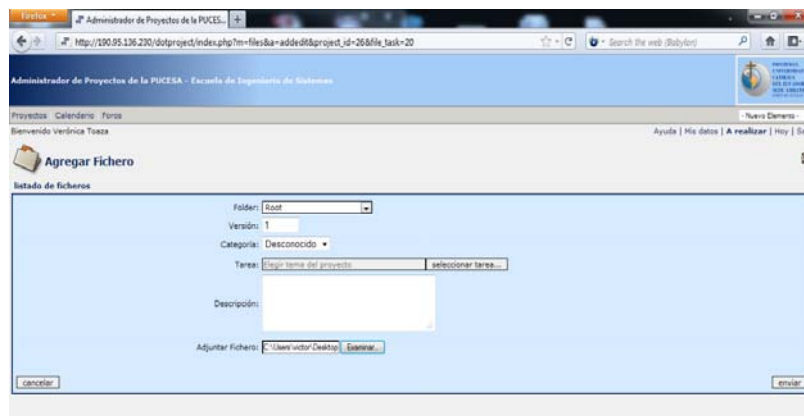 Firefox
Administrador de Proyectos de la PUCES...
http://190.95.136.230/dotproject/index.php?m=files&a=addedit&project_id=26&file_task=20
Search the web (Babylon)
Administrador de Proyectos de la PUCESA - Escuela de Ingeniería de Sistemas
Proyectos Calendario Foros
- Nuevo Elemento -
Bienvenido Verónica Toaza
Ayuda | Mis datos | A realizar | Hoy |
Agregar Fichero
listado de ficheros
Folder: Root
Versión: 1
Categoría: Desconocido
Tarea: Elegir tema del proyecto seleccionar tarea...
Descripción:
Adjuntar Fichero: C:\Users\victor\Desktop Examinar...
cancelar
enviar